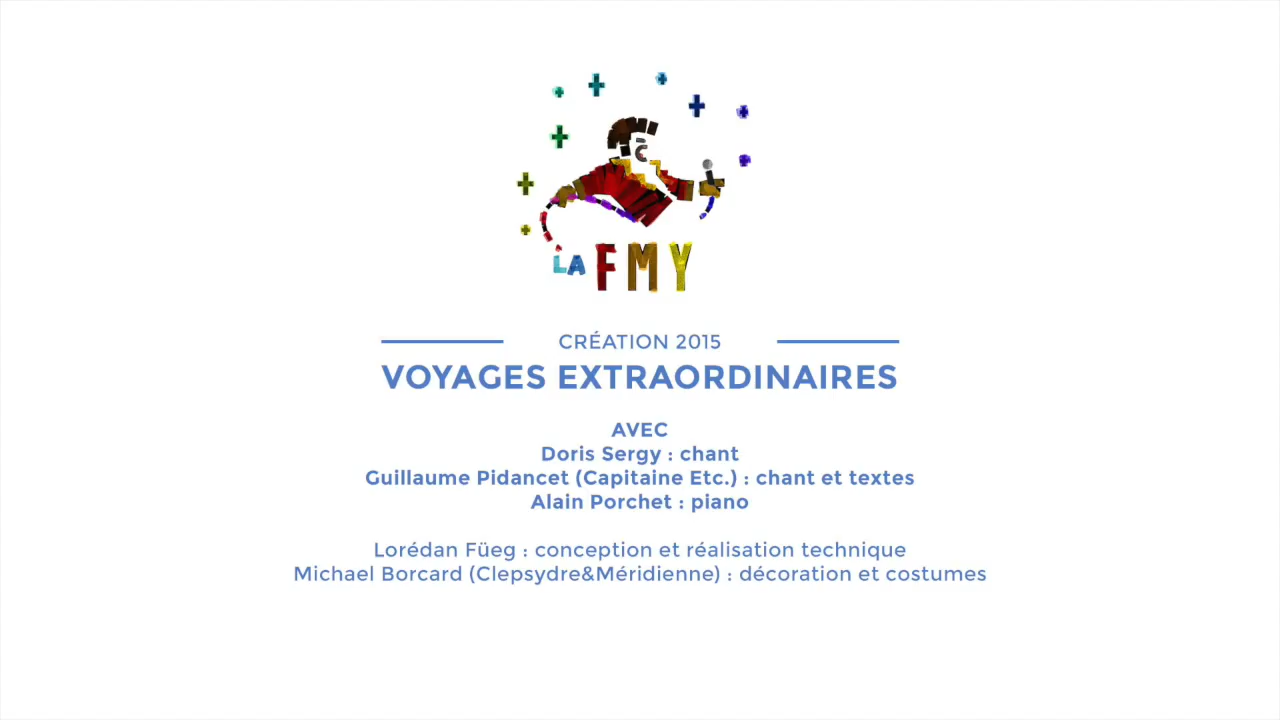 LA FMY
CRÉATION 2015
VOYAGES EXTRAORDINAIRES
AVEC
Doris Sergy : chant
Guillaume Pidancet (Capitaine Etc.) : chant et textes
Alain Porchet : piano
Lorédan Füeg : conception et réalisation technique
Michael Borcard (Clepsydre&Méridienne) : décoration et costumes